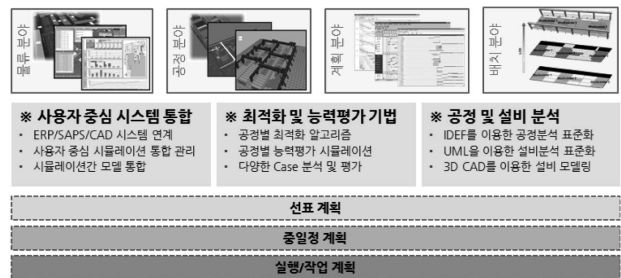 물류 분야
공정 분야
계획 분야
배치 분야
※ 사용자 중심 시스템 통합
• ERP/SAPS/CAD 시스템 연계
• 사용자 중심 시뮬레이션 통합 관리
• 시뮬레이션간 모델 통합
※ 최적화 및 능력평가 기법
• 공정별 최적화 알고리즘
• 공정별 능력평가 시뮬레이션
• 다양한 Case 분석 및 평가
※ 공정 및 설비 분석
• IDEF를 이용한 공정분석 표준화
• UML을 이용한 설비분석 표준화
• 3D CAD를 이용한 설비 모델링
선표 계획
중일정 계획
실행/작업 계획